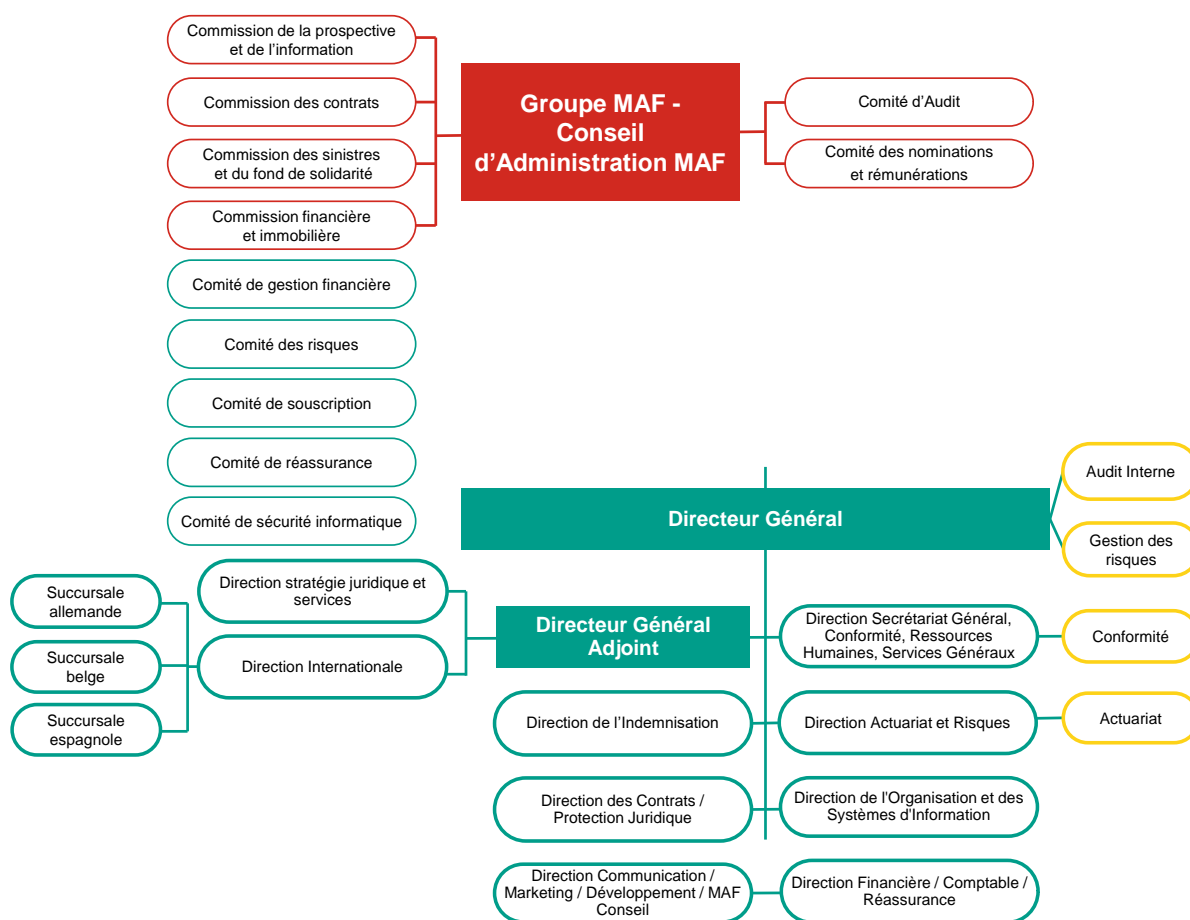 Commission de la prospective
et de l'information
Commission des contrats
Commission des sinistres
et du fond de solidarité
Commission financière
et immobilière
Groupe MAF -
Conseil
d'Administration MAF
Comité d'Audit
Comité des nominations
et rémunérations
Comité de gestion financière
Comité des risques
Comité de souscription
Comité de réassurance
Comité de sécurité informatique
Directeur Général
Audit Interne
Gestion des
risques
Direction stratégie juridique et
services
Succursale
allemande
Succursale
belge
Succursale
espagnole
Direction Internationale
Directeur Général
Adjoint
Direction Secrétariat Général,
Conformité, Ressources
Humaines, Services Généraux
Conformité
Direction de l'Indemnisation
Direction Actuariat et Risques
Actuariat
Direction des Contrats /
Protection Juridique
Direction de l'Organisation et des
Systèmes d'Information
Direction Communication /
Marketing / Développement / MAF
Conseil
Direction Financière / Comptable /
Réassurance